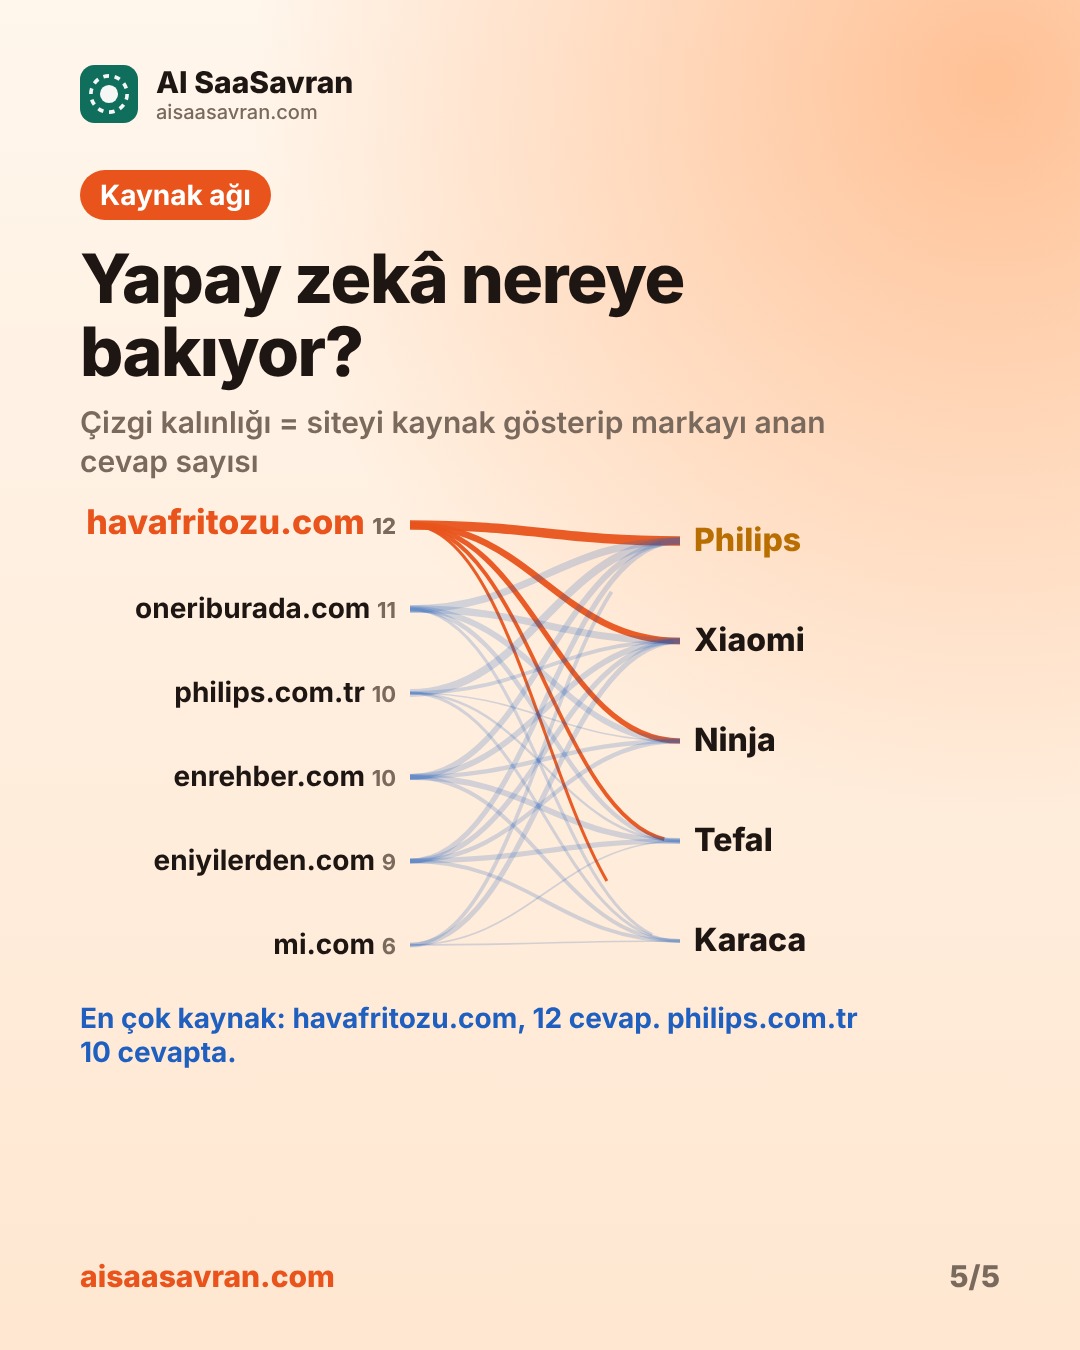 AI SaaSavran
aisaasavran.com
Kaynak ağı
Yapay zekâ nereye
bakıyor?
Çizgi kalınlığı = siteyi kaynak gösterip markayı anan
cevap sayısı
havafritozu.com 12
oneriburada.com 11
philips.com.tr 10
enrehber.com 10
eniyilerden.com 9
mi.com 6
Philips
Xiaomi
Ninja
Tefal
Karaca
En çok kaynak: havafritozu.com, 12 cevap. philips.com.tr
10 cevapta.
aisaasavran.com
5/5